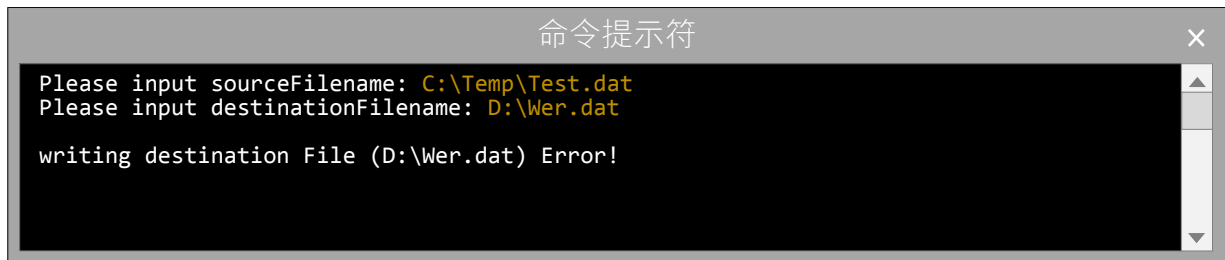 命令提示符
Please input sourceFilename: C:\Temp\Test.dat
Please input destinationFilename: D:\Wer.dat
writing destination File (D:\Wer.dat) Error!